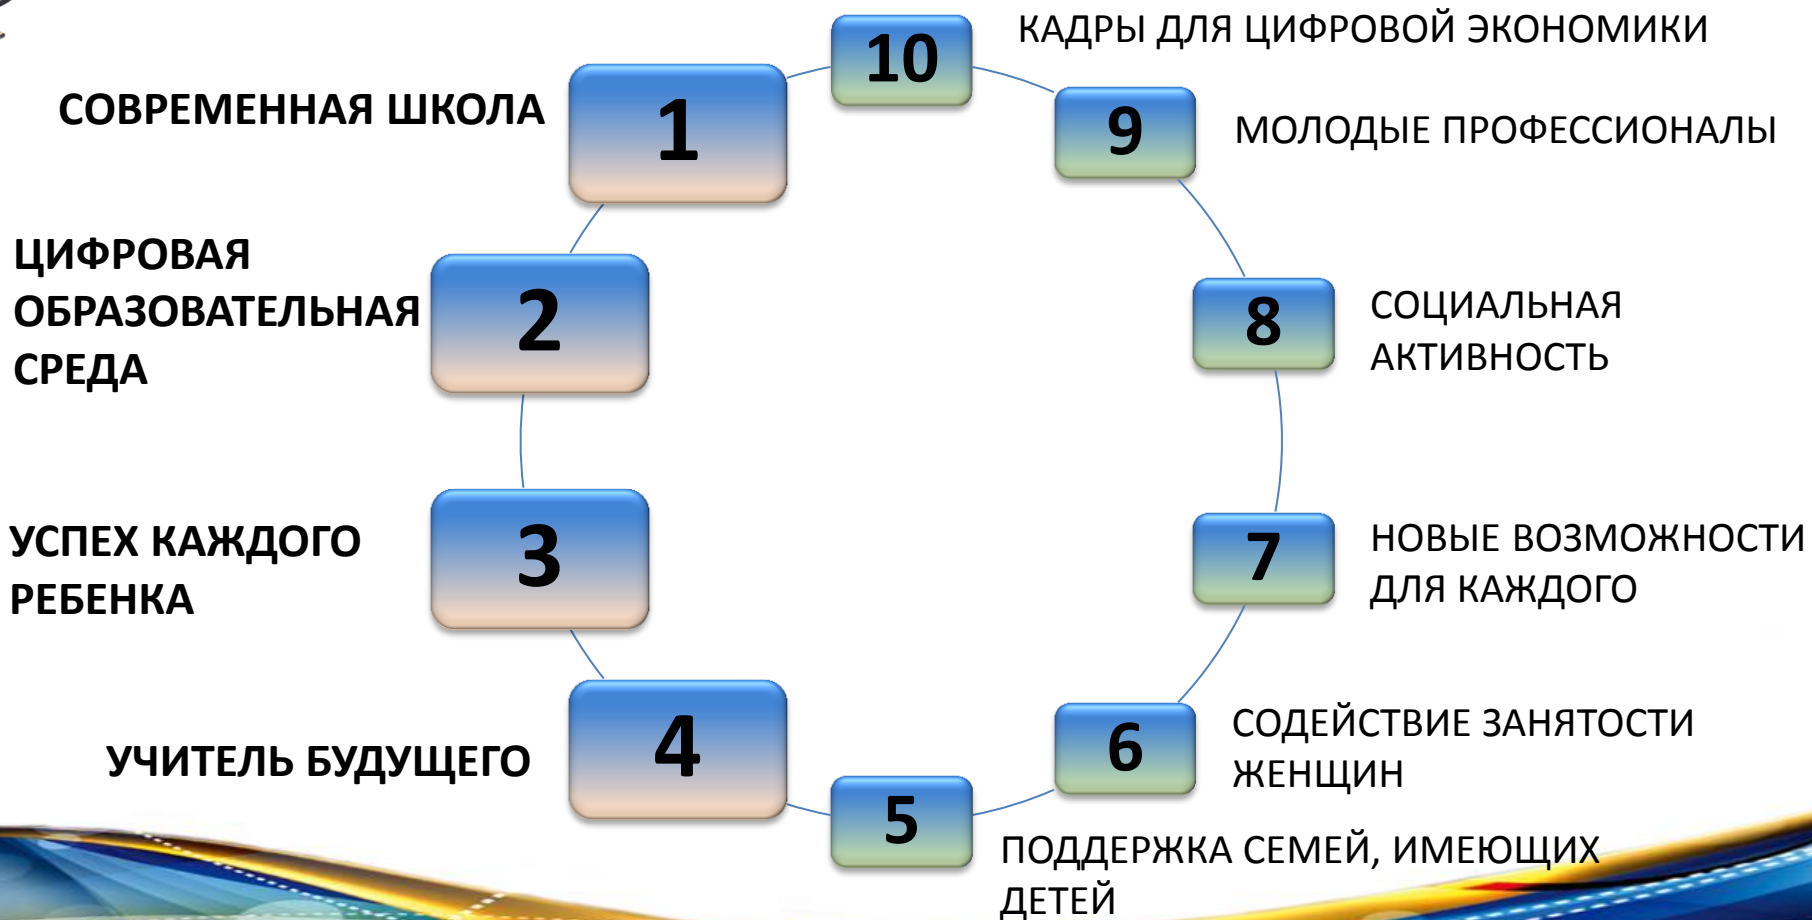 10
КАДРЫ ДЛЯ ЦИФРОВОЙ ЭКОНОМИКИ
СОВРЕМЕННАЯ ШКОЛА
1
9
МОЛОДЫЕ ПРОФЕССИОНАЛЫ
ЦИФРОВАЯ
ОБРАЗОВАТЕЛЬНАЯ
СРЕДА
2
8
СОЦИАЛЬНАЯ
АКТИВНОСТЬ
УСПЕХ КАЖДОГО
РЕБЕНКА
3
7
НОВЫЕ ВОЗМОЖНОСТИ
ДЛЯ КАЖДОГО
УЧИТЕЛЬ БУДУЩЕГО
4
6
СОДЕЙСТВИЕ ЗАНЯТОСТИ
ЖЕНЩИН
5
ПОДДЕРЖКА СЕМЕЙ, ИМЕЮЩИХ
ДЕТЕЙ